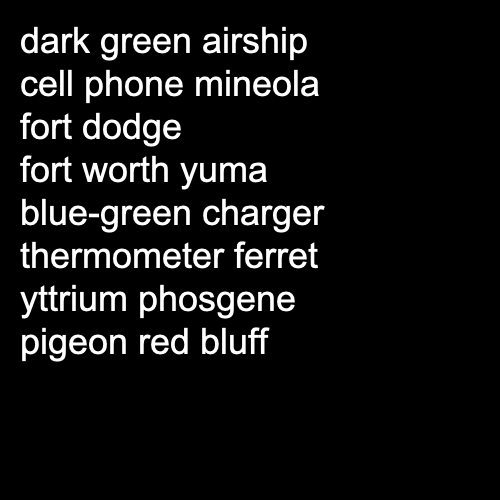 dark green airship
cell phone mineola
fort dodge
fort worth yuma
blue-green charger
thermometer ferret
yttrium phosgene
pigeon red bluff